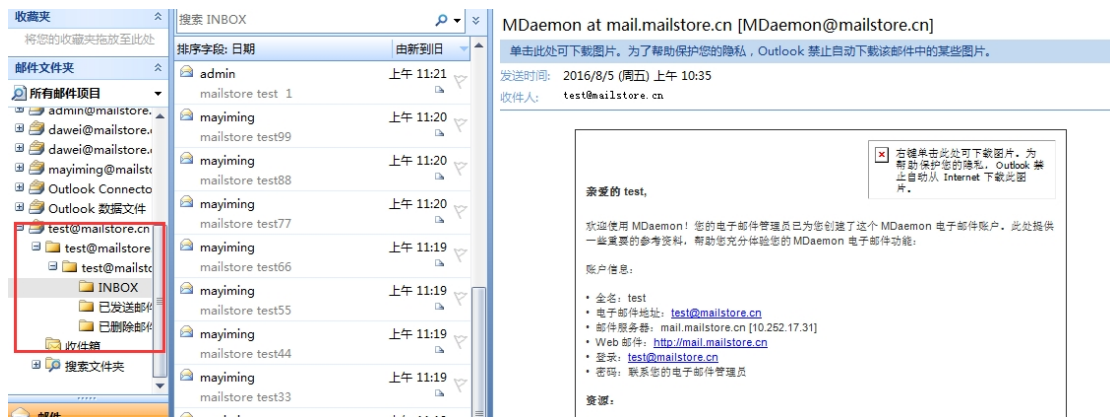 收藏夹
将您的收藏夹拖放至此处
邮件文件夹
所有邮件项目
admin@mailstore.
dawei@mailstore.
dawei@mailstore.
mayiming@mailst
Outlook Connecto
Outlook 数据文件
test@mailstore.cn
test@mailstore
test@mailsto
INBOX
已发送邮件
已删除邮件
收件箱
搜索文件夹
邮件
搜索 INBOX
排序字段: 日期 由新到旧
admin 上午 11:21
mailstore test 1
mayiming 上午 11:20
mailstore test99
mayiming 上午 11:20
mailstore test88
mayiming 上午 11:20
mailstore test77
mayiming 上午 11:19
mailstore test66
mayiming 上午 11:19
mailstore test55
mayiming 上午 11:19
mailstore test44
mayiming 上午 11:19
mailstore test33
MDaemon at mail.mailstore.cn [MDaemon@mailstore.cn]
单击此处可下载图片。为了帮助保护您的隐私，Outlook 禁止自动下载该邮件中的某些图片。
发送时间: 2016/8/5 (周五) 上午 10:35
收件人: test@mailstore.cn
右键单击此处可下载图片。为
帮助保护您的隐私，Outlook 禁
止自动从 Internet 下载此图
片。
亲爱的 test,
欢迎使用 MDaemon！您的电子邮件管理员已为您创建了这个 MDaemon 电子邮件账户。此处提供
一些重要的参考资料，帮助您充分体验您的 MDaemon 电子邮件功能：
账户信息：
• 全名：test
• 电子邮件地址：test@mailstore.cn
• 邮件服务器：mail.mailstore.cn [10.252.17.31]
• Web 邮件：http://mail.mailstore.cn
• 登录：test@mailstore.cn
• 密码：联系您的电子邮件管理员
资源：